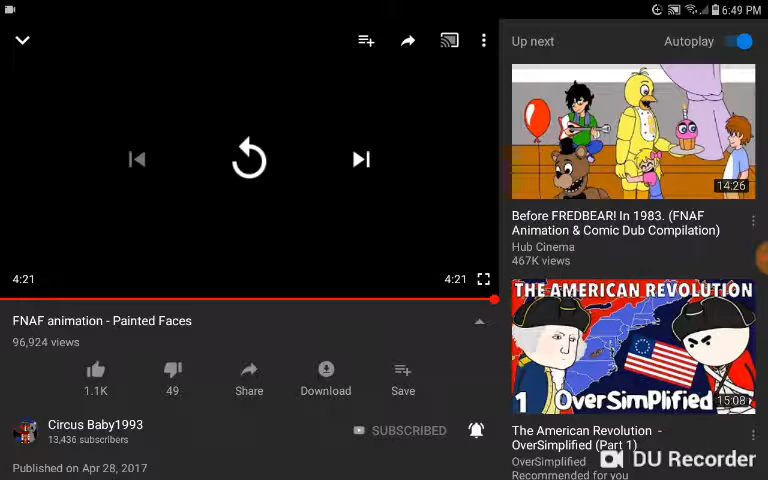 6:49 PM
Up next
Autoplay
14:26
Before FREDBEAR! In 1983. (FNAF
Animation & Comic Dub Compilation)
Hub Cinema
467K views
4:21
4:21
FNAF animation - Painted Faces
96,924 views
1.1K
49
Share
Download
Save
Circus Baby1993
13,436 subscribers
SUBSCRIBED
Published on Apr 28, 2017
THE AMERICAN REVOLUTION
1
OverSimplified
15:08
The American Revolution -
OverSimplified (Part 1)
OverSimplified
Recommended for you
DU Recorder